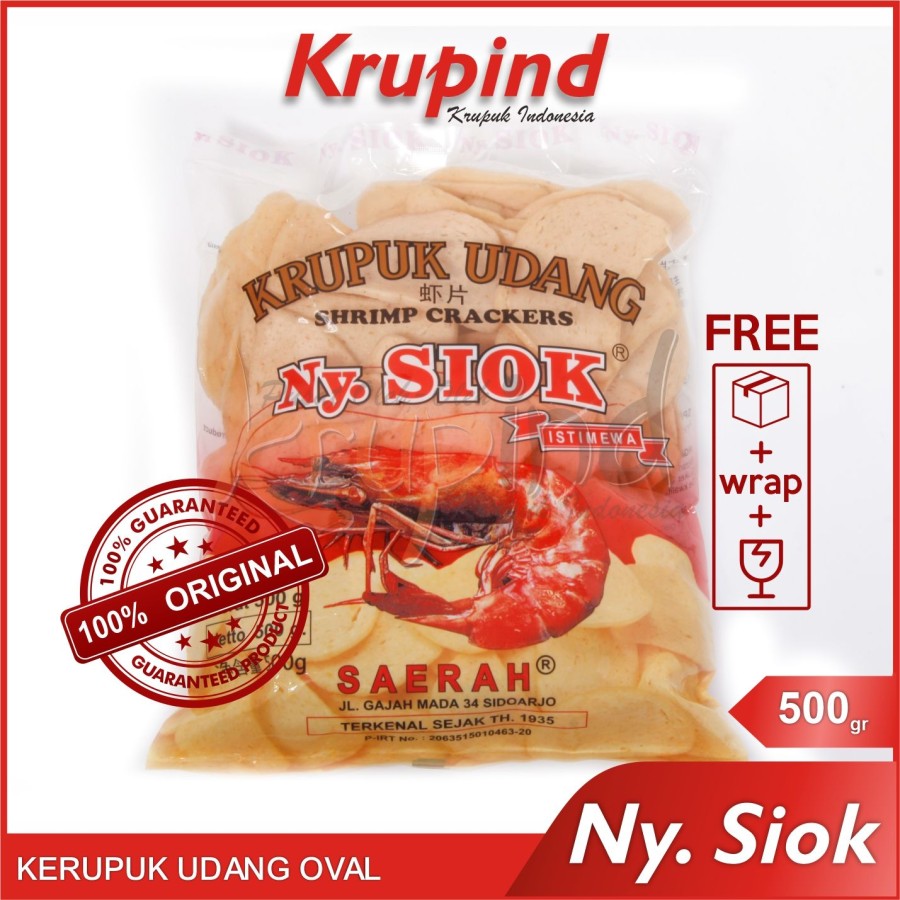 Krupind
Krupuk Indonesia
KRUPUK UDANG
虾片
SHRIMP CRACKERS
Ny. SIOK®
ISTIMEWA
FREE
+
wrap
+
100% GUARANTEED
100% ORIGINAL
GUARANTEED PRODUCT
SAERAH®
JL. GAJAH MADA 34 SIDOARJO
TERKENAL SEJAK TH. 1935
P-IRT No. : 2063515010463-20
500 gr
Ny. Siok
KERUPUK UDANG OVAL